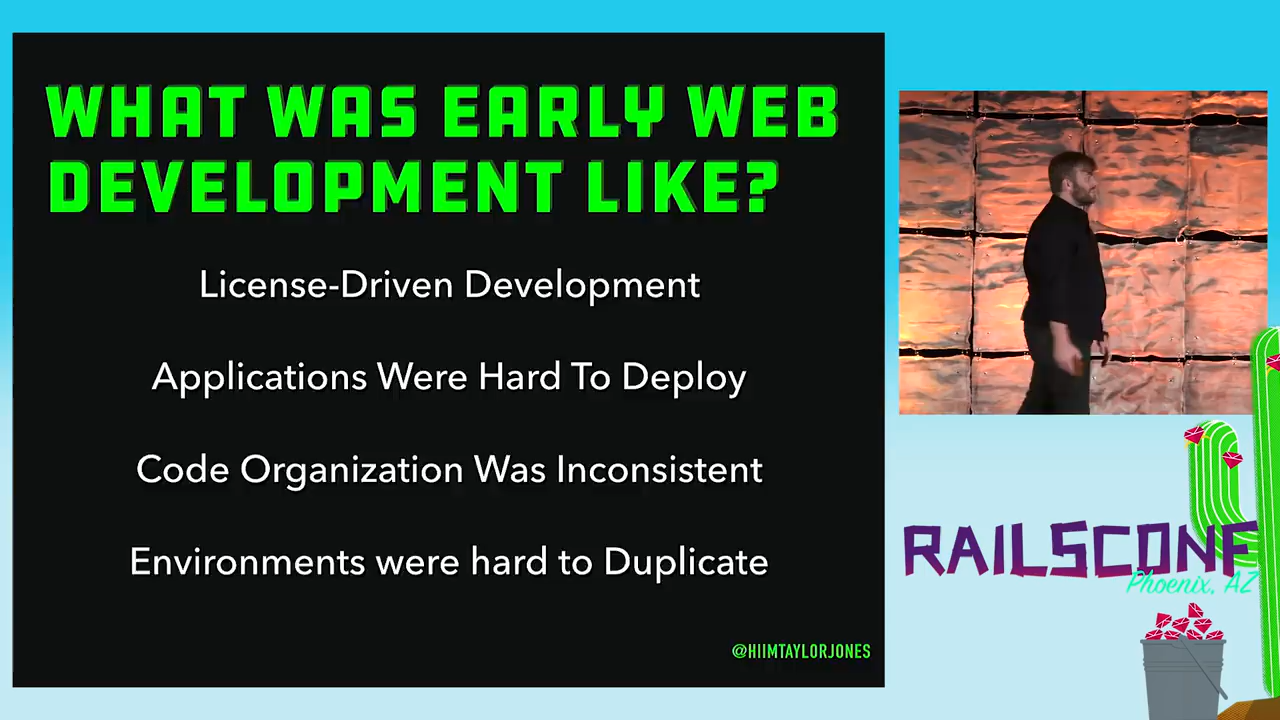 WHAT WAS EARLY WEB
DEVELOPMENT LIKE?
License-Driven Development
Applications Were Hard To Deploy
Code Organization Was Inconsistent
Environments were hard to Duplicate
@HIIMTAYLORJONES
RAILSCONF
Phoenix, AZ